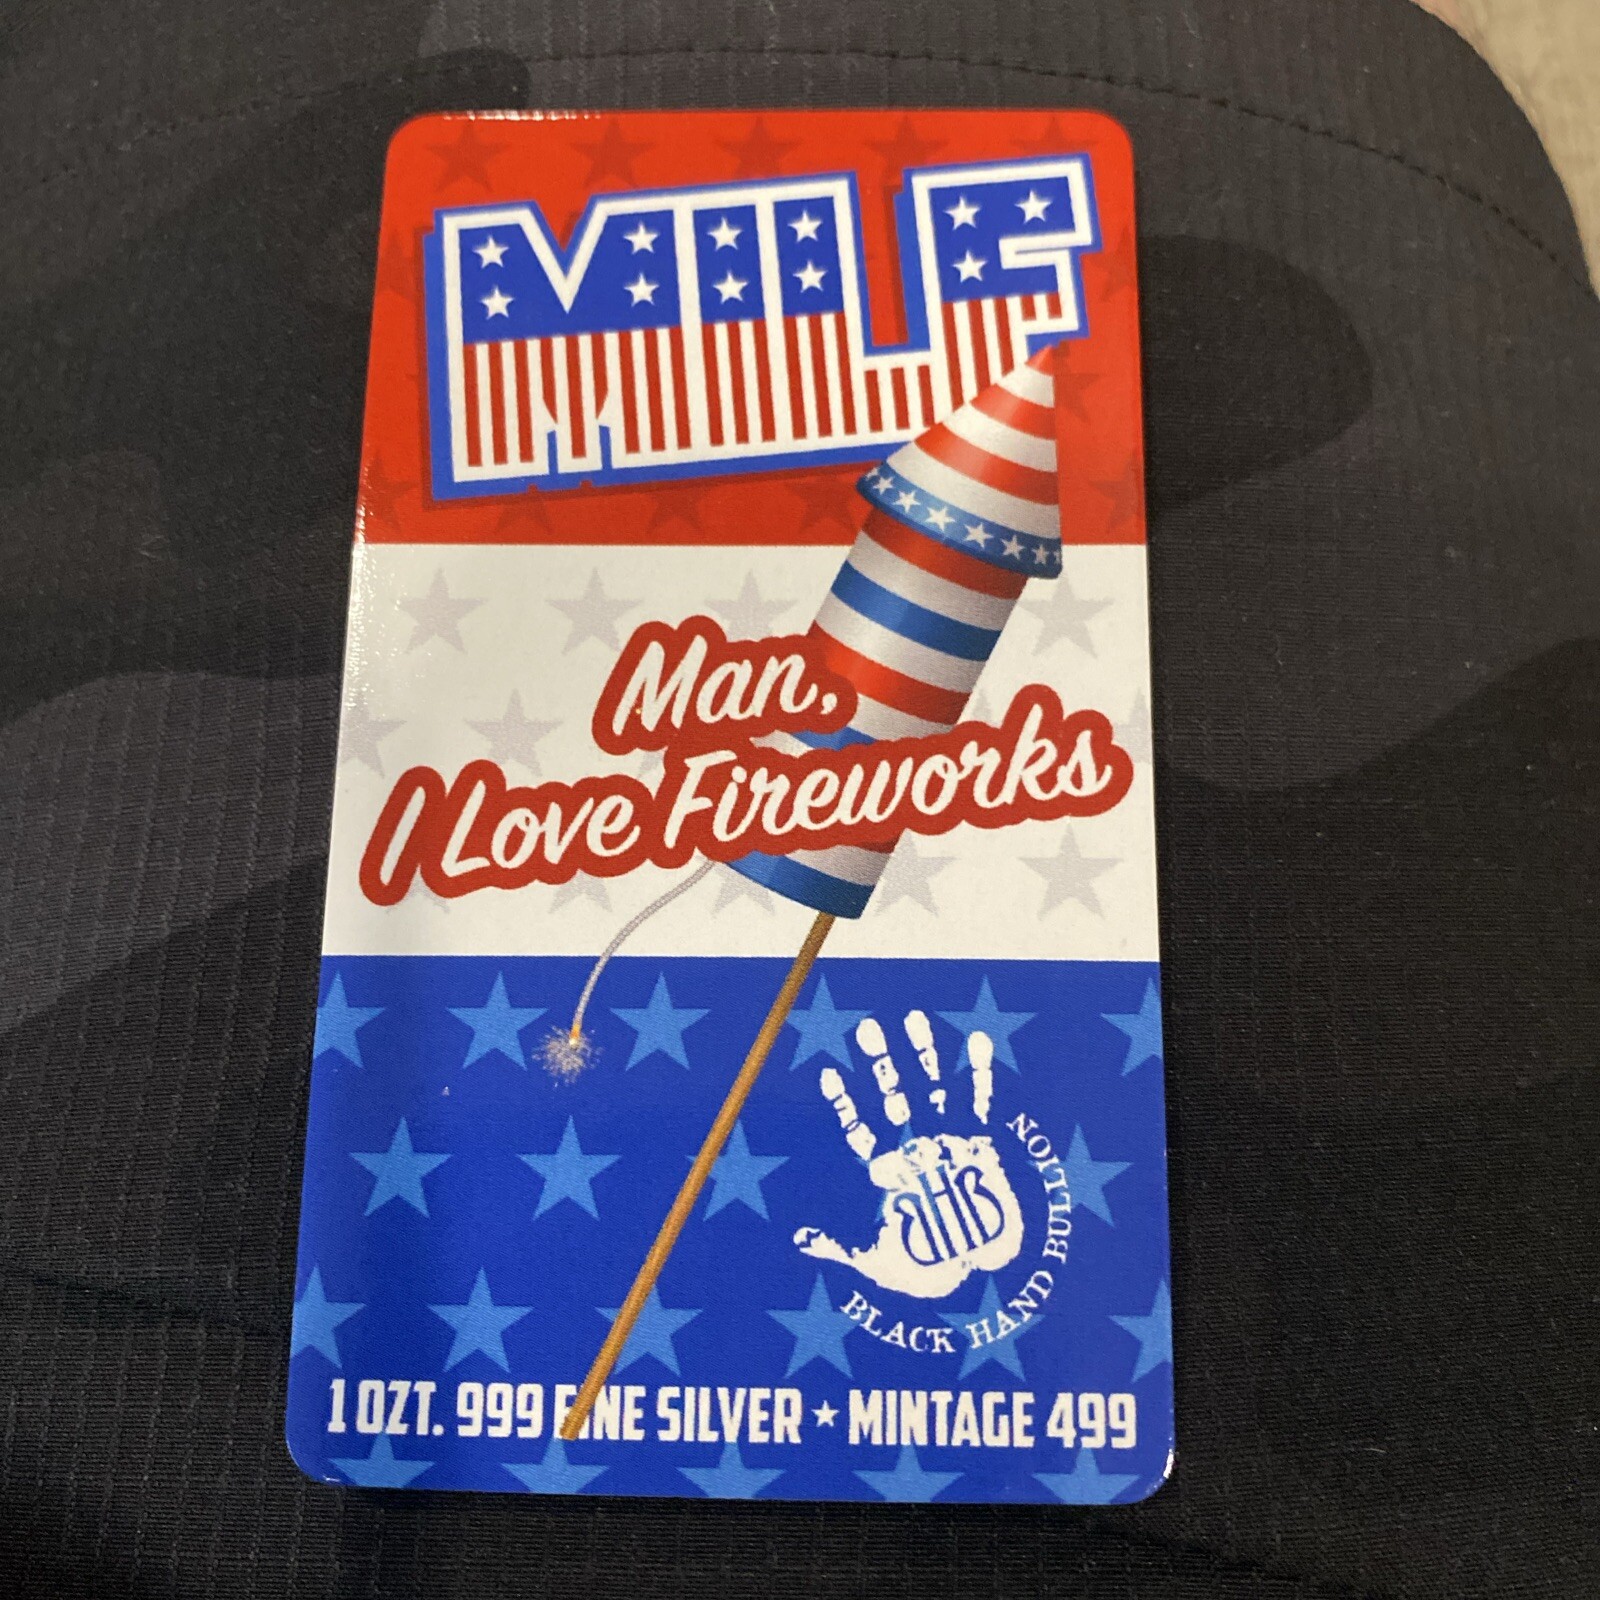 MILF
Man,
I Love Fireworks
BHB
BLACK HAND BULLION
1 OZT. 999 FINE SILVER ★ MINTAGE 499